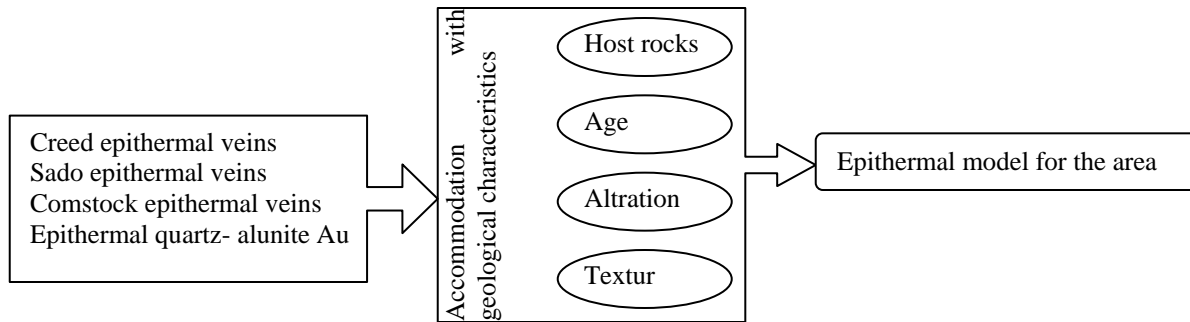 Creed epithermal veins
Sado epithermal veins
Comstock epithermal veins
Epithermal quartz- alunite Au
Accommodation with
geological characteristics
Host rocks
Age
Altration
Textur
Epithermal model for the area